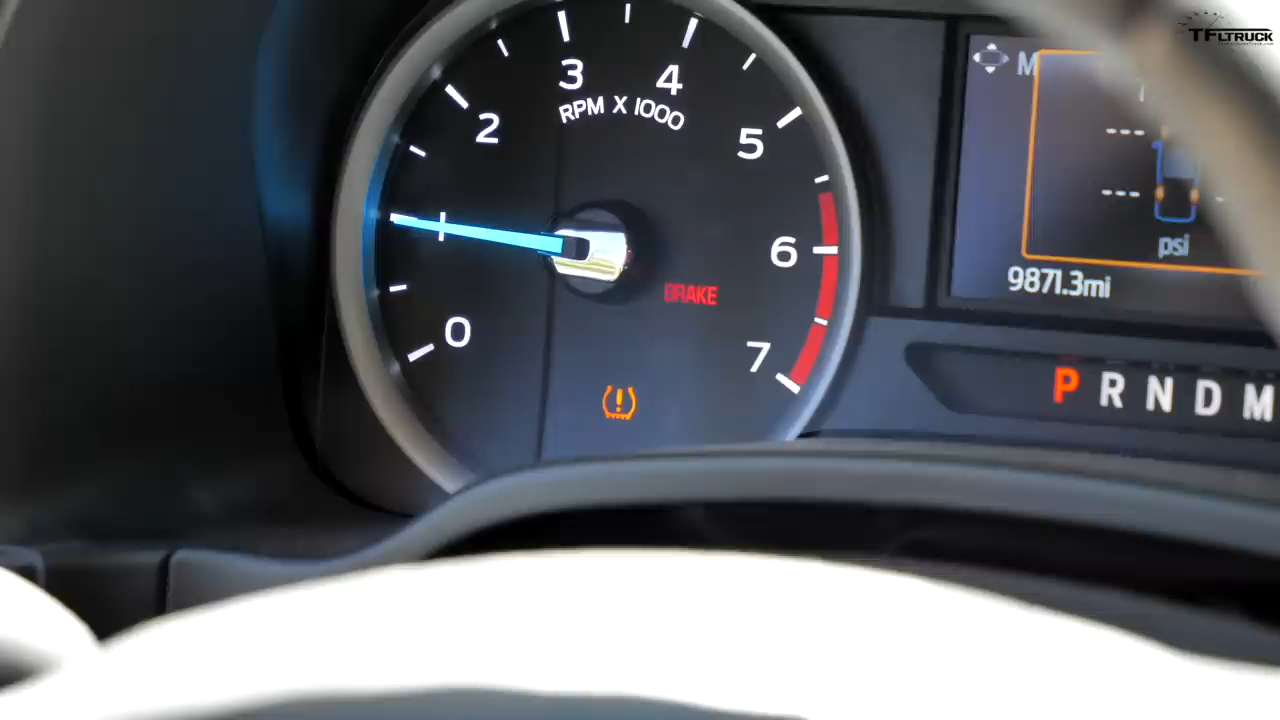 TFLTRUCK
3
4
RPM X 1000
2
5
6
0
7
BRAKE
M
---
---
psi
9871.3mi
P R N D M